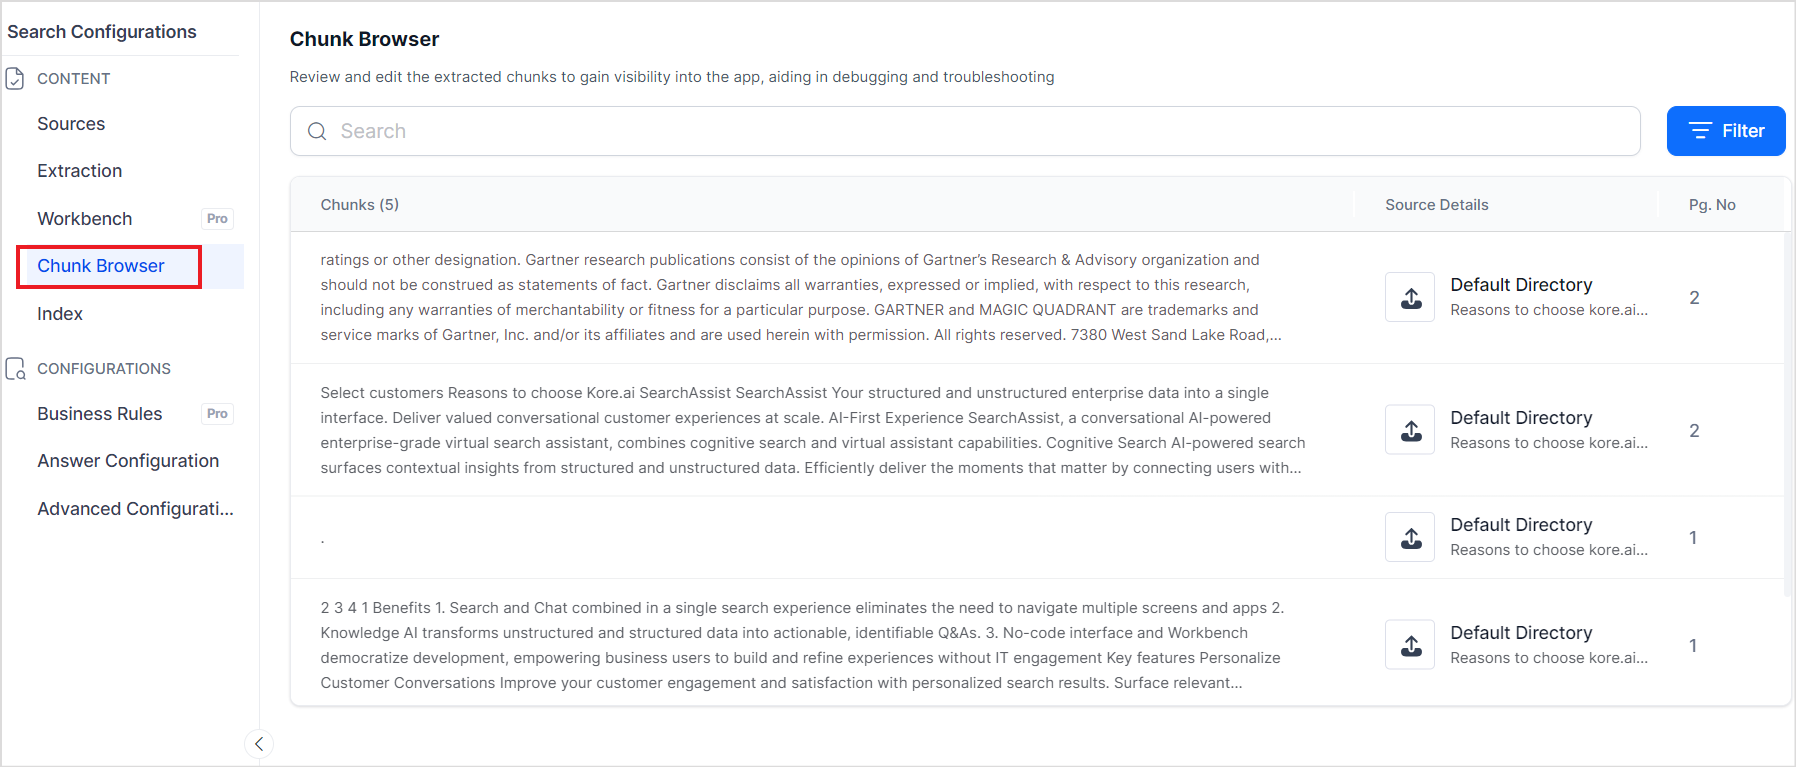 Search Configurations
CONTENT
Sources
Extraction
Workbench Pro
Chunk Browser
Index
CONFIGURATIONS
Business Rules Pro
Answer Configuration
Advanced Configurati...
Chunk Browser
Review and edit the extracted chunks to gain visibility into the app, aiding in debugging and troubleshooting
Search
Filter
Chunks (5) Source Details Pg. No
ratings or other designation. Gartner research publications consist of the opinions of Gartner’s Research & Advisory organization and
should not be construed as statements of fact. Gartner disclaims all warranties, expressed or implied, with respect to this research,
including any warranties of merchantability or fitness for a particular purpose. GARTNER and MAGIC QUADRANT are trademarks and
service marks of Gartner, Inc. and/or its affiliates and are used herein with permission. All rights reserved. 7380 West Sand Lake Road,...
Default Directory
Reasons to choose kore.ai...
2
Select customers Reasons to choose Kore.ai SearchAssist SearchAssist Your structured and unstructured enterprise data into a single
interface. Deliver valued conversational customer experiences at scale. AI-First Experience SearchAssist, a conversational AI-powered
enterprise-grade virtual search assistant, combines cognitive search and virtual assistant capabilities. Cognitive Search AI-powered search
surfaces contextual insights from structured and unstructured data. Efficiently deliver the moments that matter by connecting users with...
Default Directory
Reasons to choose kore.ai...
2
.
Default Directory
Reasons to choose kore.ai...
1
2 3 4 1 Benefits 1. Search and Chat combined in a single search experience eliminates the need to navigate multiple screens and apps 2.
Knowledge AI transforms unstructured and structured data into actionable, identifiable Q&As. 3. No-code interface and Workbench
democratize development, empowering business users to build and refine experiences without IT engagement Key features Personalize
Customer Conversations Improve your customer engagement and satisfaction with personalized search results. Surface relevant...
Default Directory
Reasons to choose kore.ai...
1